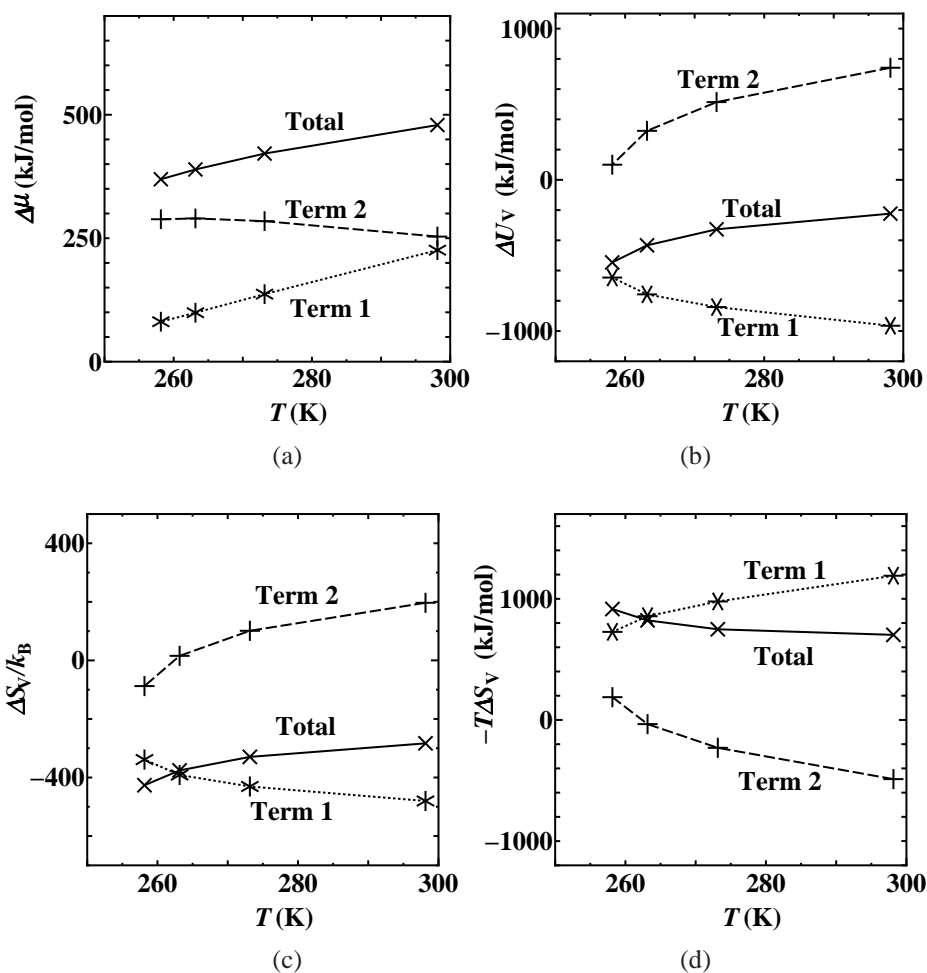 Δμ (kJ/mol)
500
250
0
Total
Term 2
Term 1
260
280
300
T (K)
(a)
ΔU_V (kJ/mol)
1000
0
−1000
Term 2
Total
Term 1
260
280
300
T (K)
(b)
ΔS_V/k_B
400
0
−400
Term 2
Total
Term 1
260
280
300
T (K)
(c)
−TΔS_V (kJ/mol)
1000
0
−1000
Term 1
Total
Term 2
260
280
300
T (K)
(d)